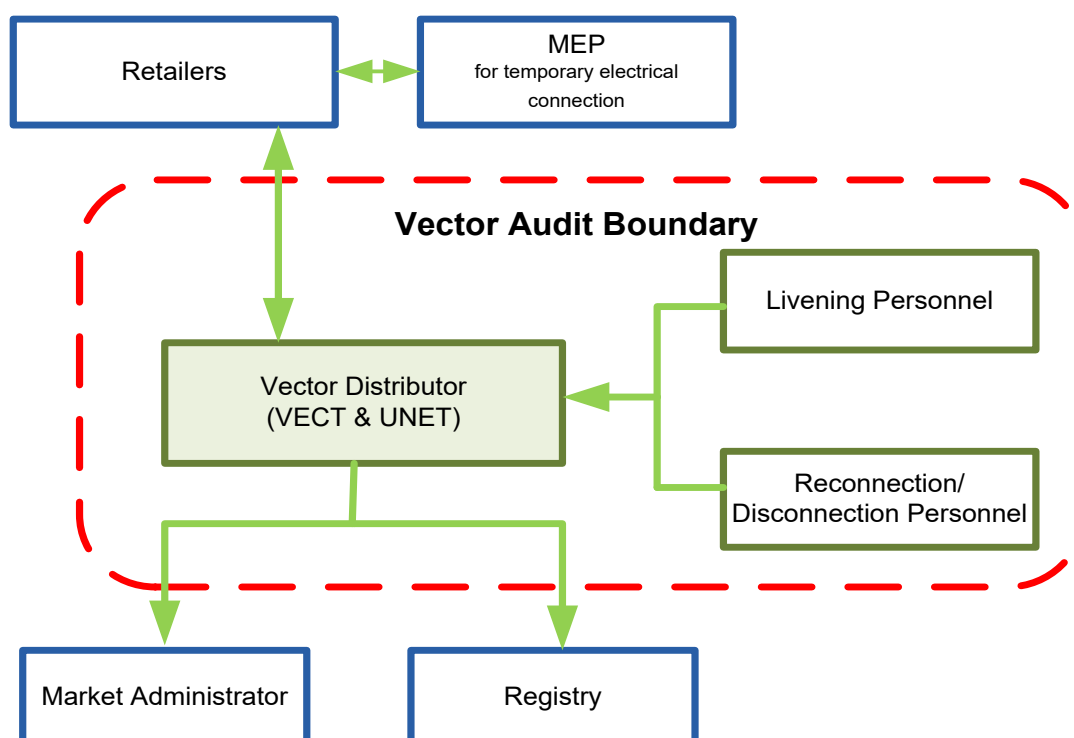 Retailers
MEP
for temporary electrical
connection
Vector Audit Boundary
Livening Personnel
Vector Distributor
(VECT & UNET)
Reconnection/
Disconnection Personnel
Market Administrator
Registry